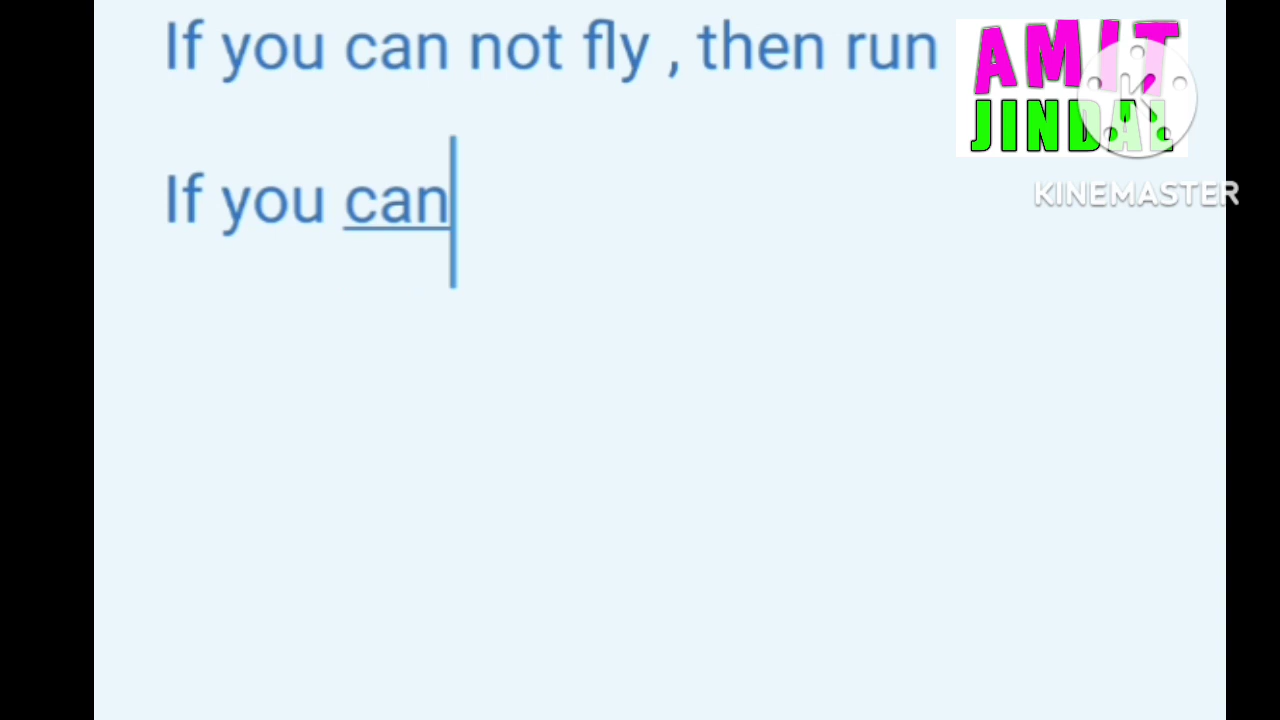 If you can not fly , then run
AMIT
JINDAL
If you can
KINEMASTER